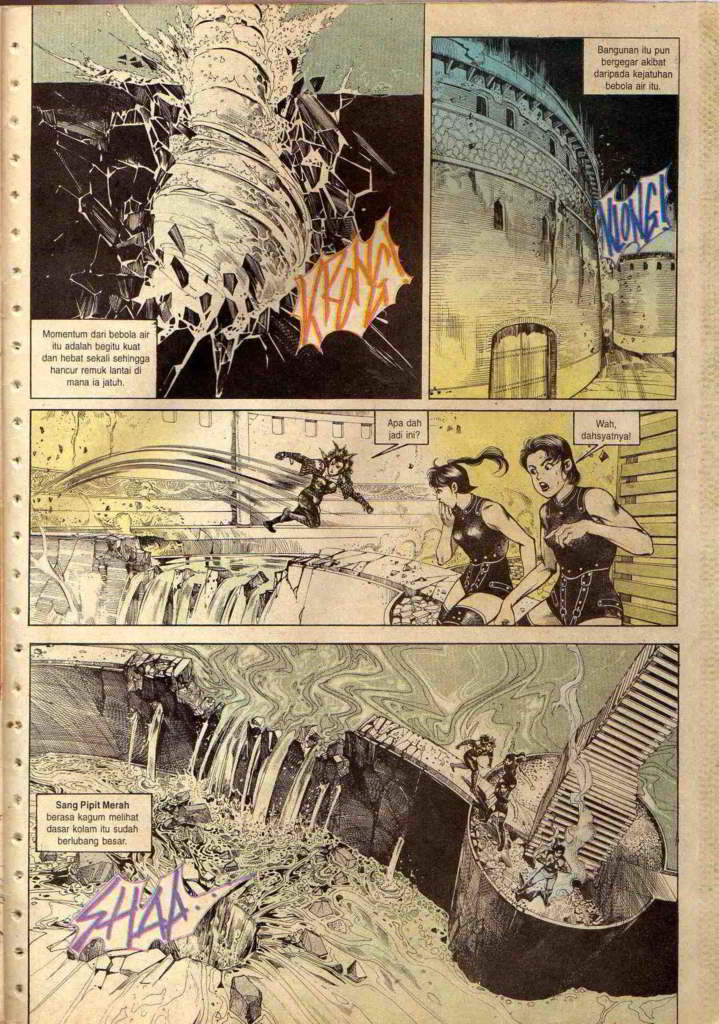 KRONG!
Momentum dari bebola air
itu adalah begitu kuat
dan hebat sekali sehingga
hancur remuk lantai di
mana ia jatuh.
Bangunan itu pun
bergegar akibat
daripada kejatuhan
bebola air itu.
NLONG!
Apa dah
jadi ini?
Wah,
dahsyatnya!
Sang Pipit Merah
berasa kagum melihat
dasar kolam itu sudah
berlubang besar.
SHAA...